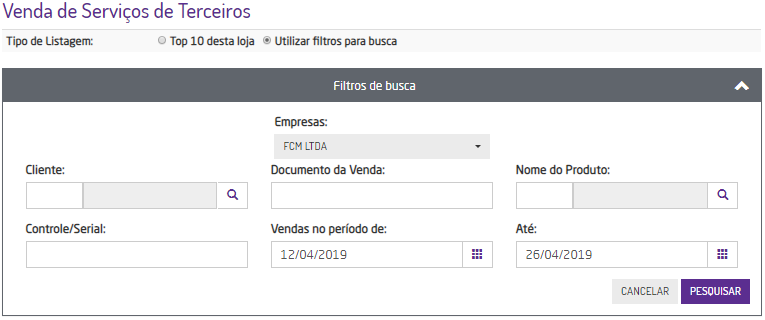 Venda de Serviços de Terceiros
Tipo de Listagem: Top 10 desta loja Utilizar filtros para busca
Filtros de busca
Empresas:
FCM LTDA
Cliente: Documento da Venda: Nome do Produto:
Controle/Serial: Vendas no período de: Até:
12/04/2019 26/04/2019
CANCELAR PESQUISAR